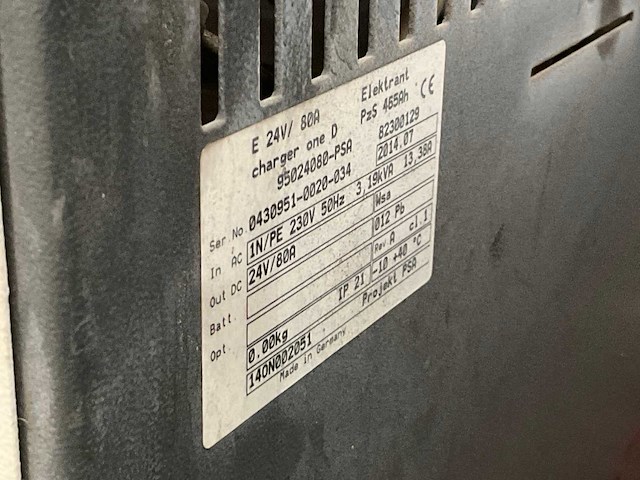 E 24V/ 80A Elektrant
charger one D PzS 465Ah CE
95024080-PSA 82300129
Ser No. 0430951-0020-034 2014.07
In AC 1N/PE 230V 50Hz 3,19kVA 13,38A
Out DC 24V/80A Wsa
Batt. 012 Pb
Opt. Rev.A cl 1
0.00kg IP 21 -10 +40 °C
140N002051 Projekt PSA
Made in Germany